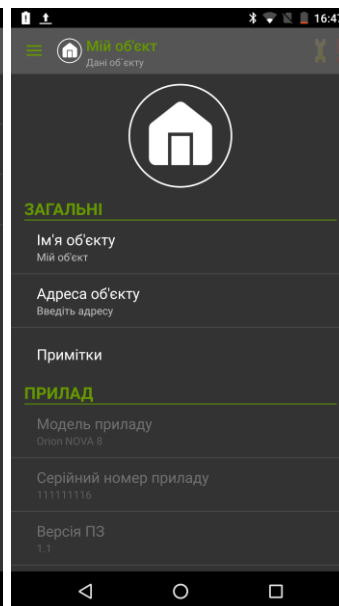 16:47
Мій об'єкт
Дані об'єкту
ЗАГАЛЬНІ
Ім'я об'єкту
Мій об'єкт
Адреса об'єкту
Введіть адресу
Примітки
ПРИЛАД
Модель приладу
Orion NOVA 8
Серійний номер приладу
111111116
Версія ПЗ
1.1